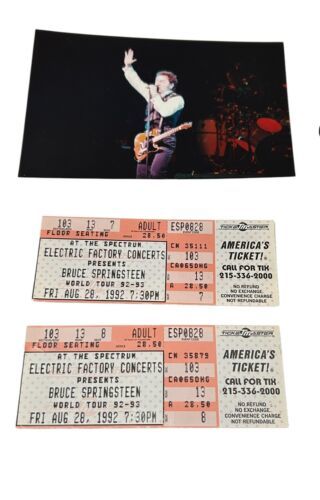 103 13 7 ADULT ESP0828
FLOOR SEATING A 28.50
AT THE SPECTRUM
ELECTRIC FACTORY CONCERTS
PRESENTS
BRUCE SPRINGSTEEN
WORLD TOUR 92-93
FRI AUG 28, 1992 7:30PM
CN 35111
103
CA065DHG
13
A 28.50
7
TICKETMASTER
AMERICA'S
TICKET!®
CALL FOR TIX
215-336-2000
NO REFUND
NO EXCHANGE
CONVENIENCE CHARGE
NOT REFUNDABLE
103 13 8 ADULT ESP0828
FLOOR SEATING A 28.50
AT THE SPECTRUM
ELECTRIC FACTORY CONCERTS
PRESENTS
BRUCE SPRINGSTEEN
WORLD TOUR 92-93
FRI AUG 28, 1992 7:30PM
CN 35879
103
CA065DHG
13
A 28.50
8
TICKETMASTER
AMERICA'S
TICKET!®
CALL FOR TIX
215-336-2000
NO REFUND
NO EXCHANGE
CONVENIENCE CHARGE
NOT REFUNDABLE